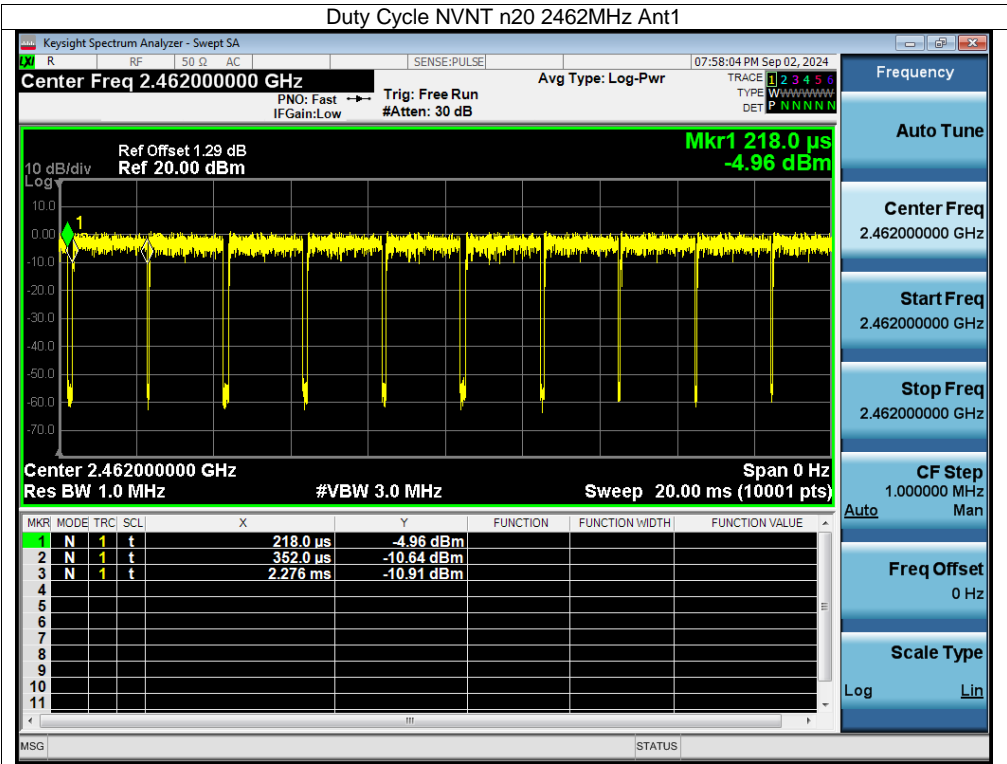 Duty Cycle NVNT n20 2462MHz Ant1
Keysight Spectrum Analyzer - Swept SA
LXI R RF 50 Ω AC SENSE:PULSE 07:58:04 PM Sep 02, 2024
Center Freq 2.462000000 GHz
PNO: Fast
IFGain:Low
Trig: Free Run
#Atten: 30 dB
Avg Type: Log-Pwr
TRACE 1 2 3 4 5 6
TYPE WWWWWWW
DET P N N N N N
Mkr1 218.0 µs
-4.96 dBm
Ref Offset 1.29 dB
10 dB/div Ref 20.00 dBm
Log
10.0
0.00
-10.0
-20.0
-30.0
-40.0
-50.0
-60.0
-70.0
1
Center 2.462000000 GHz Span 0 Hz
Res BW 1.0 MHz #VBW 3.0 MHz Sweep 20.00 ms (10001 pts)
MKR MODE TRC SCL X Y FUNCTION FUNCTION WIDTH FUNCTION VALUE
1 N 1 t 218.0 µs -4.96 dBm
2 N 1 t 352.0 µs -10.64 dBm
3 N 1 t 2.276 ms -10.91 dBm
4
5
6
7
8
9
10
11
MSG STATUS
Frequency
Auto Tune
Center Freq
2.462000000 GHz
Start Freq
2.462000000 GHz
Stop Freq
2.462000000 GHz
CF Step
1.000000 MHz
Auto Man
Freq Offset
0 Hz
Scale Type
Log Lin